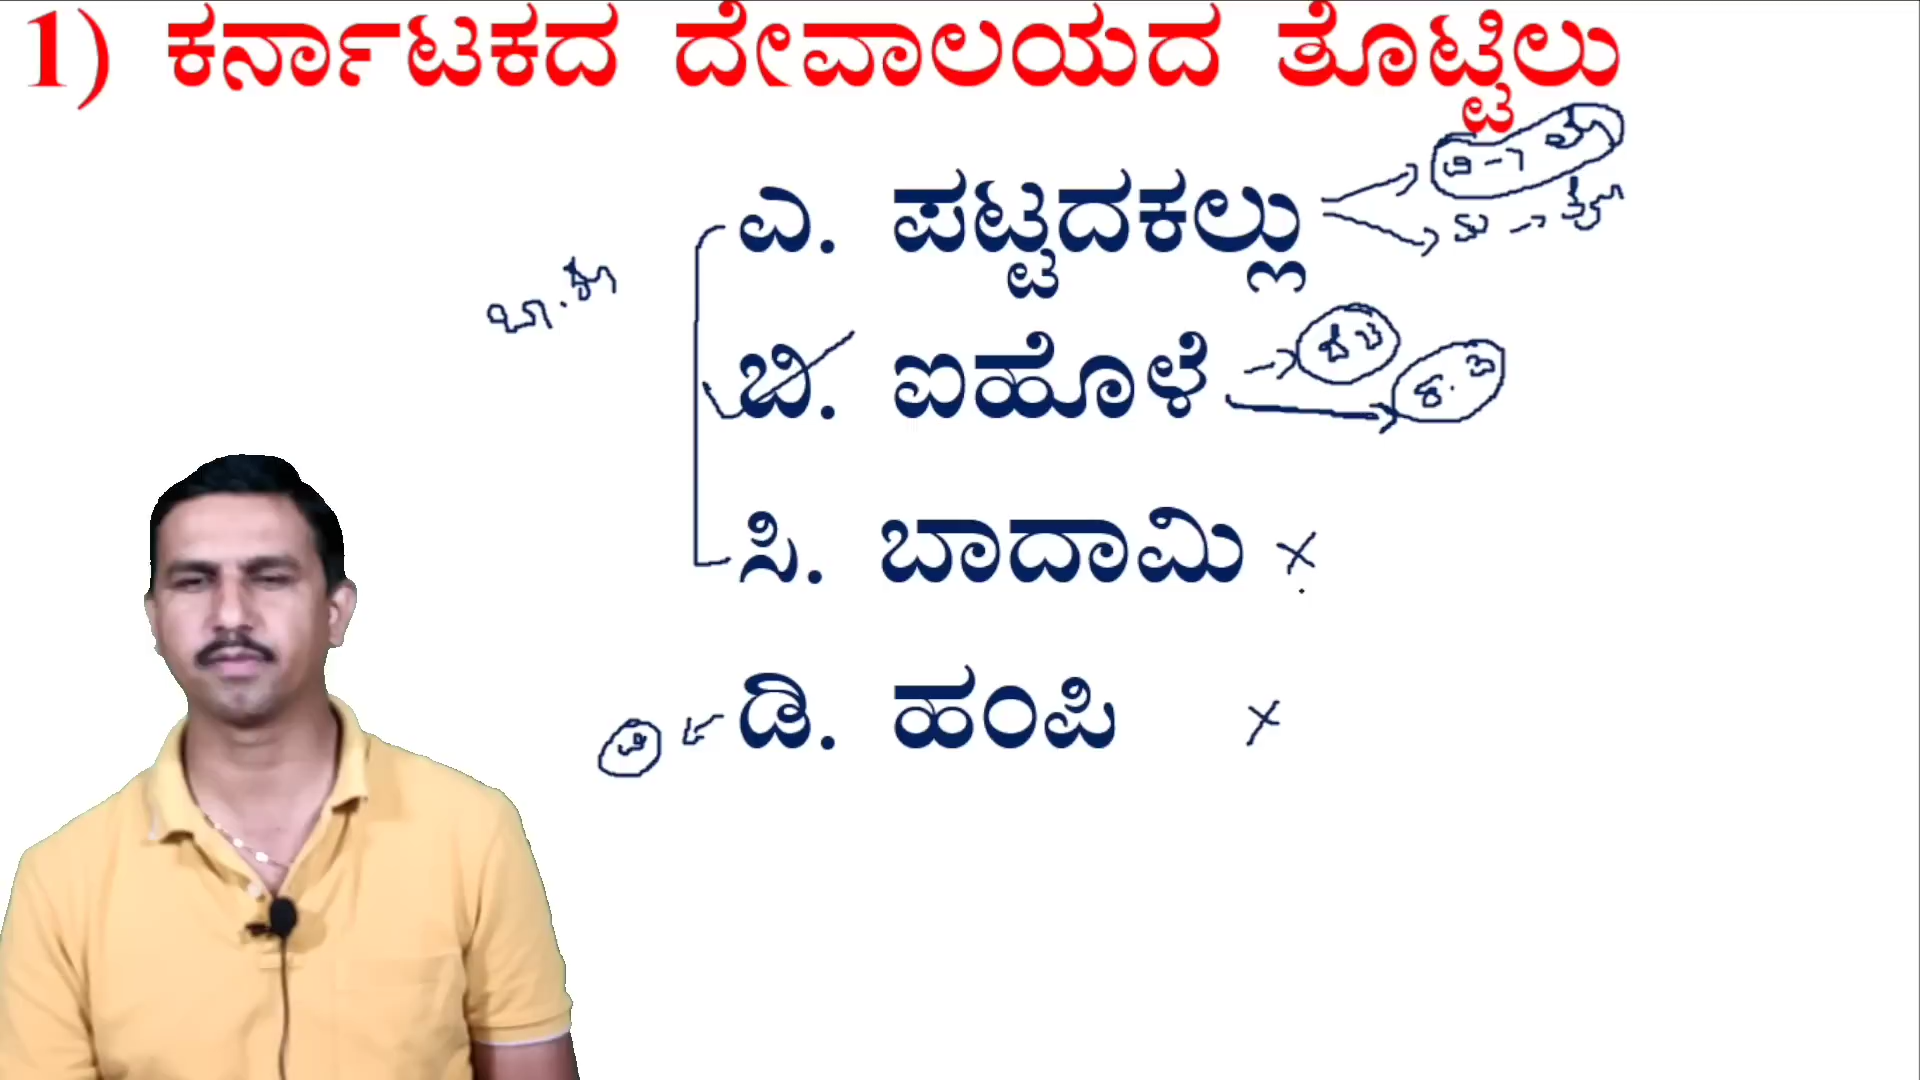 1) ಕರ್ನಾಟಕದ ದೇವಾಲಯದ ತೊಟ್ಟಿಲು
ಎ. ಪಟ್ಟದಕಲ್ಲು
ಬಿ. ಐಹೊಳೆ
ಸಿ. ಬಾದಾಮಿ
ಡಿ. ಹಂಪಿ